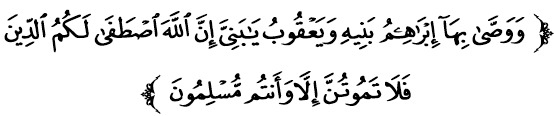 ﴿ وَوَصَّىٰ بِهَآ إِبْرَٰهِـۧمُ بَنِيهِ وَيَعْقُوبُ يَٰبَنِىَّ إِنَّ ٱللَّهَ ٱصْطَفَىٰ لَكُمُ ٱلدِّينَ
فَلَا تَمُوتُنَّ إِلَّا وَأَنتُم مُّسْلِمُونَ ﴾